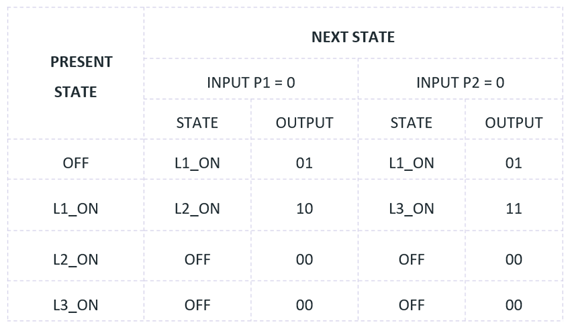 PRESENT
STATE
NEXT STATE
INPUT P1 = 0 INPUT P2 = 0
STATE OUTPUT STATE OUTPUT
OFF L1_ON 01 L1_ON 01
L1_ON L2_ON 10 L3_ON 11
L2_ON OFF 00 OFF 00
L3_ON OFF 00 OFF 00